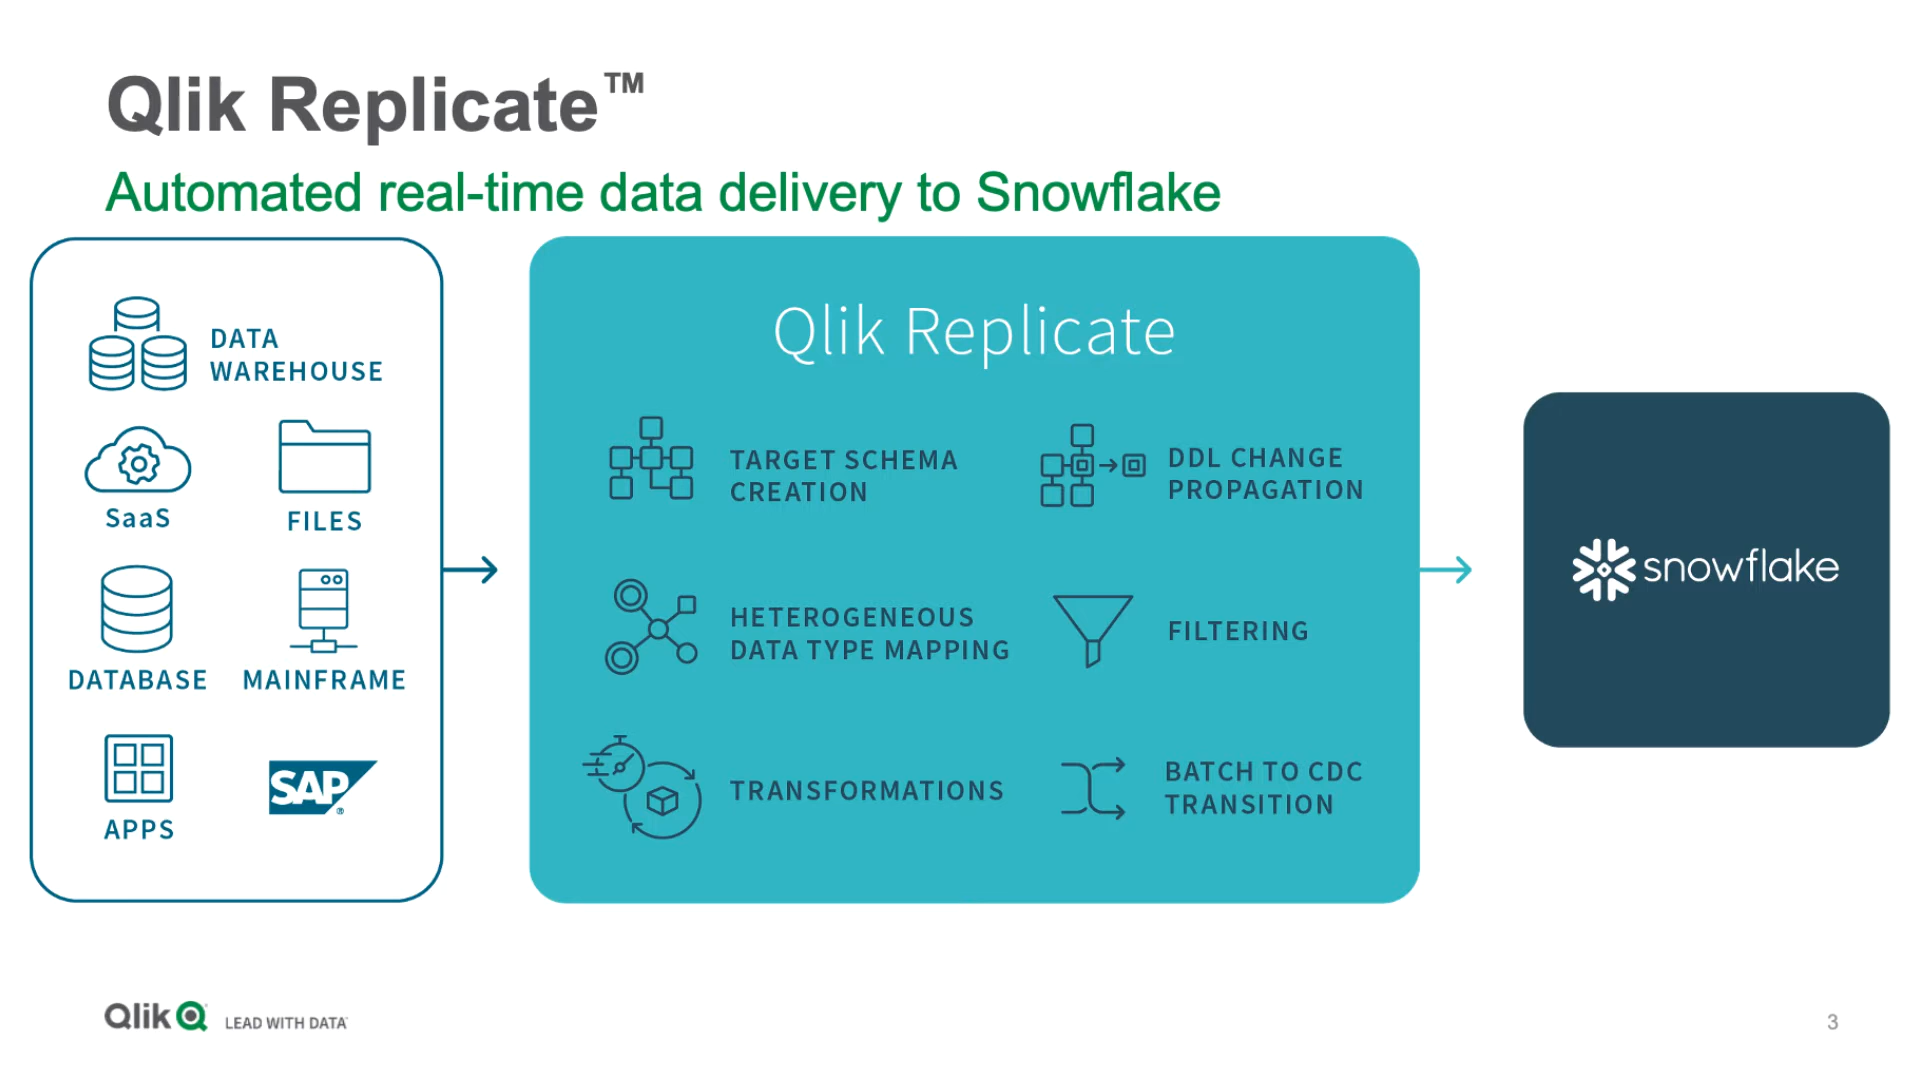 Qlik Replicate™
Automated real-time data delivery to Snowflake
DATA
WAREHOUSE
SaaS
FILES
DATABASE
MAINFRAME
APPS
SAP®
Qlik Replicate
TARGET SCHEMA
CREATION
DDL CHANGE
PROPAGATION
HETEROGENEOUS
DATA TYPE MAPPING
FILTERING
TRANSFORMATIONS
BATCH TO CDC
TRANSITION
snowflake
Qlik LEAD WITH DATA
3